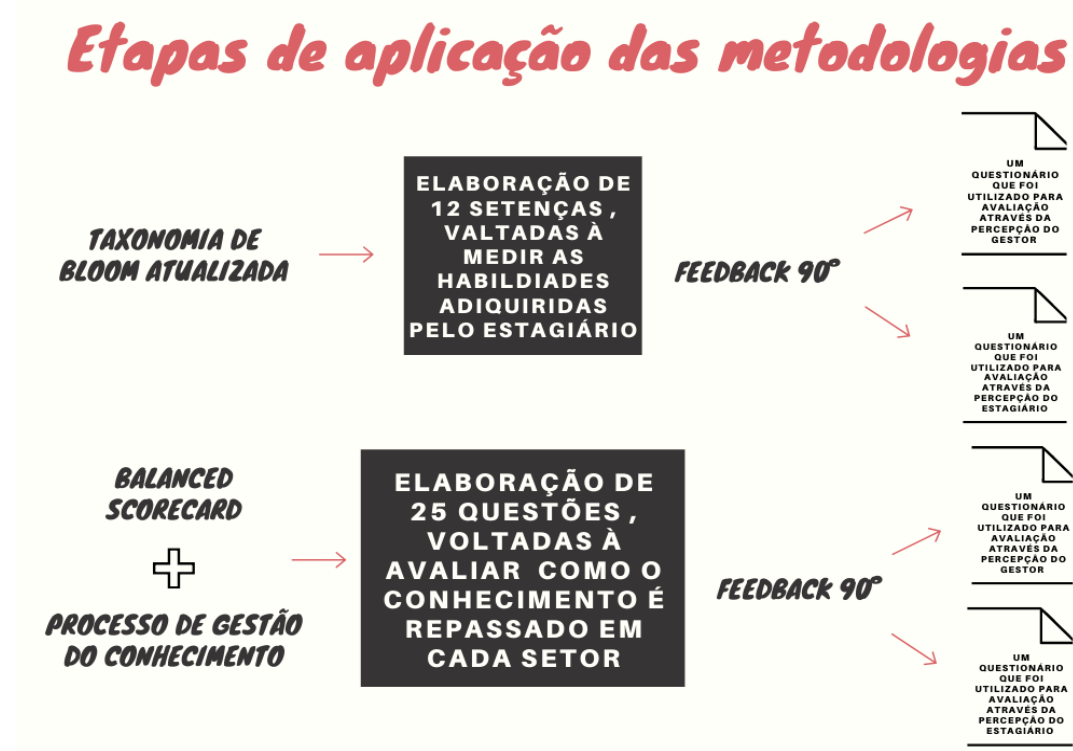 Etapas de aplicação das metodologias
TAXONOMIA DE
BLOOM ATUALIZADA
ELABORAÇÃO DE
12 SETENÇAS ,
VALTADAS À
MEDIR AS
HABILDIADES
ADIQUIRIDAS
PELO ESTAGIÁRIO
FEEDBACK 90°
UM
QUESTIONÁRIO
QUE FOI
UTILIZADO PARA
AVALIAÇÃO
ATRAVÉS DA
PERCEPÇÃO DO
GESTOR
UM
QUESTIONÁRIO
QUE FOI
UTILIZADO PARA
AVALIAÇÃO
ATRAVÉS DA
PERCEPÇÃO DO
ESTAGIÁRIO
BALANCED
SCORECARD
PROCESSO DE GESTÃO
DO CONHECIMENTO
ELABORAÇÃO DE
25 QUESTÕES ,
VOLTADAS À
AVALIAR COMO O
CONHECIMENTO É
REPASSADO EM
CADA SETOR
FEEDBACK 90°
UM
QUESTIONÁRIO
QUE FOI
UTILIZADO PARA
AVALIAÇÃO
ATRAVÉS DA
PERCEPÇÃO DO
GESTOR
UM
QUESTIONÁRIO
QUE FOI
UTILIZADO PARA
AVALIAÇÃO
ATRAVÉS DA
PERCEPÇÃO DO
ESTAGIÁRIO